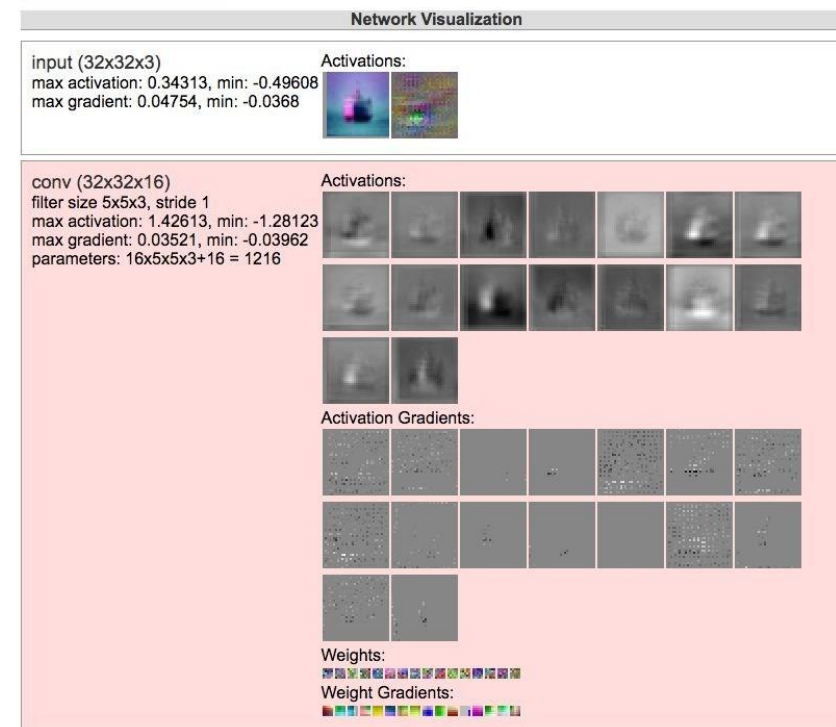 Network Visualization
input (32x32x3)
max activation: 0.34313, min: -0.49608
max gradient: 0.04754, min: -0.0368
Activations:
conv (32x32x16)
filter size 5x5x3, stride 1
max activation: 1.42613, min: -1.28123
max gradient: 0.03521, min: -0.03962
parameters: 16x5x5x3+16 = 1216
Activations:
Activation Gradients:
Weights:
Weight Gradients: